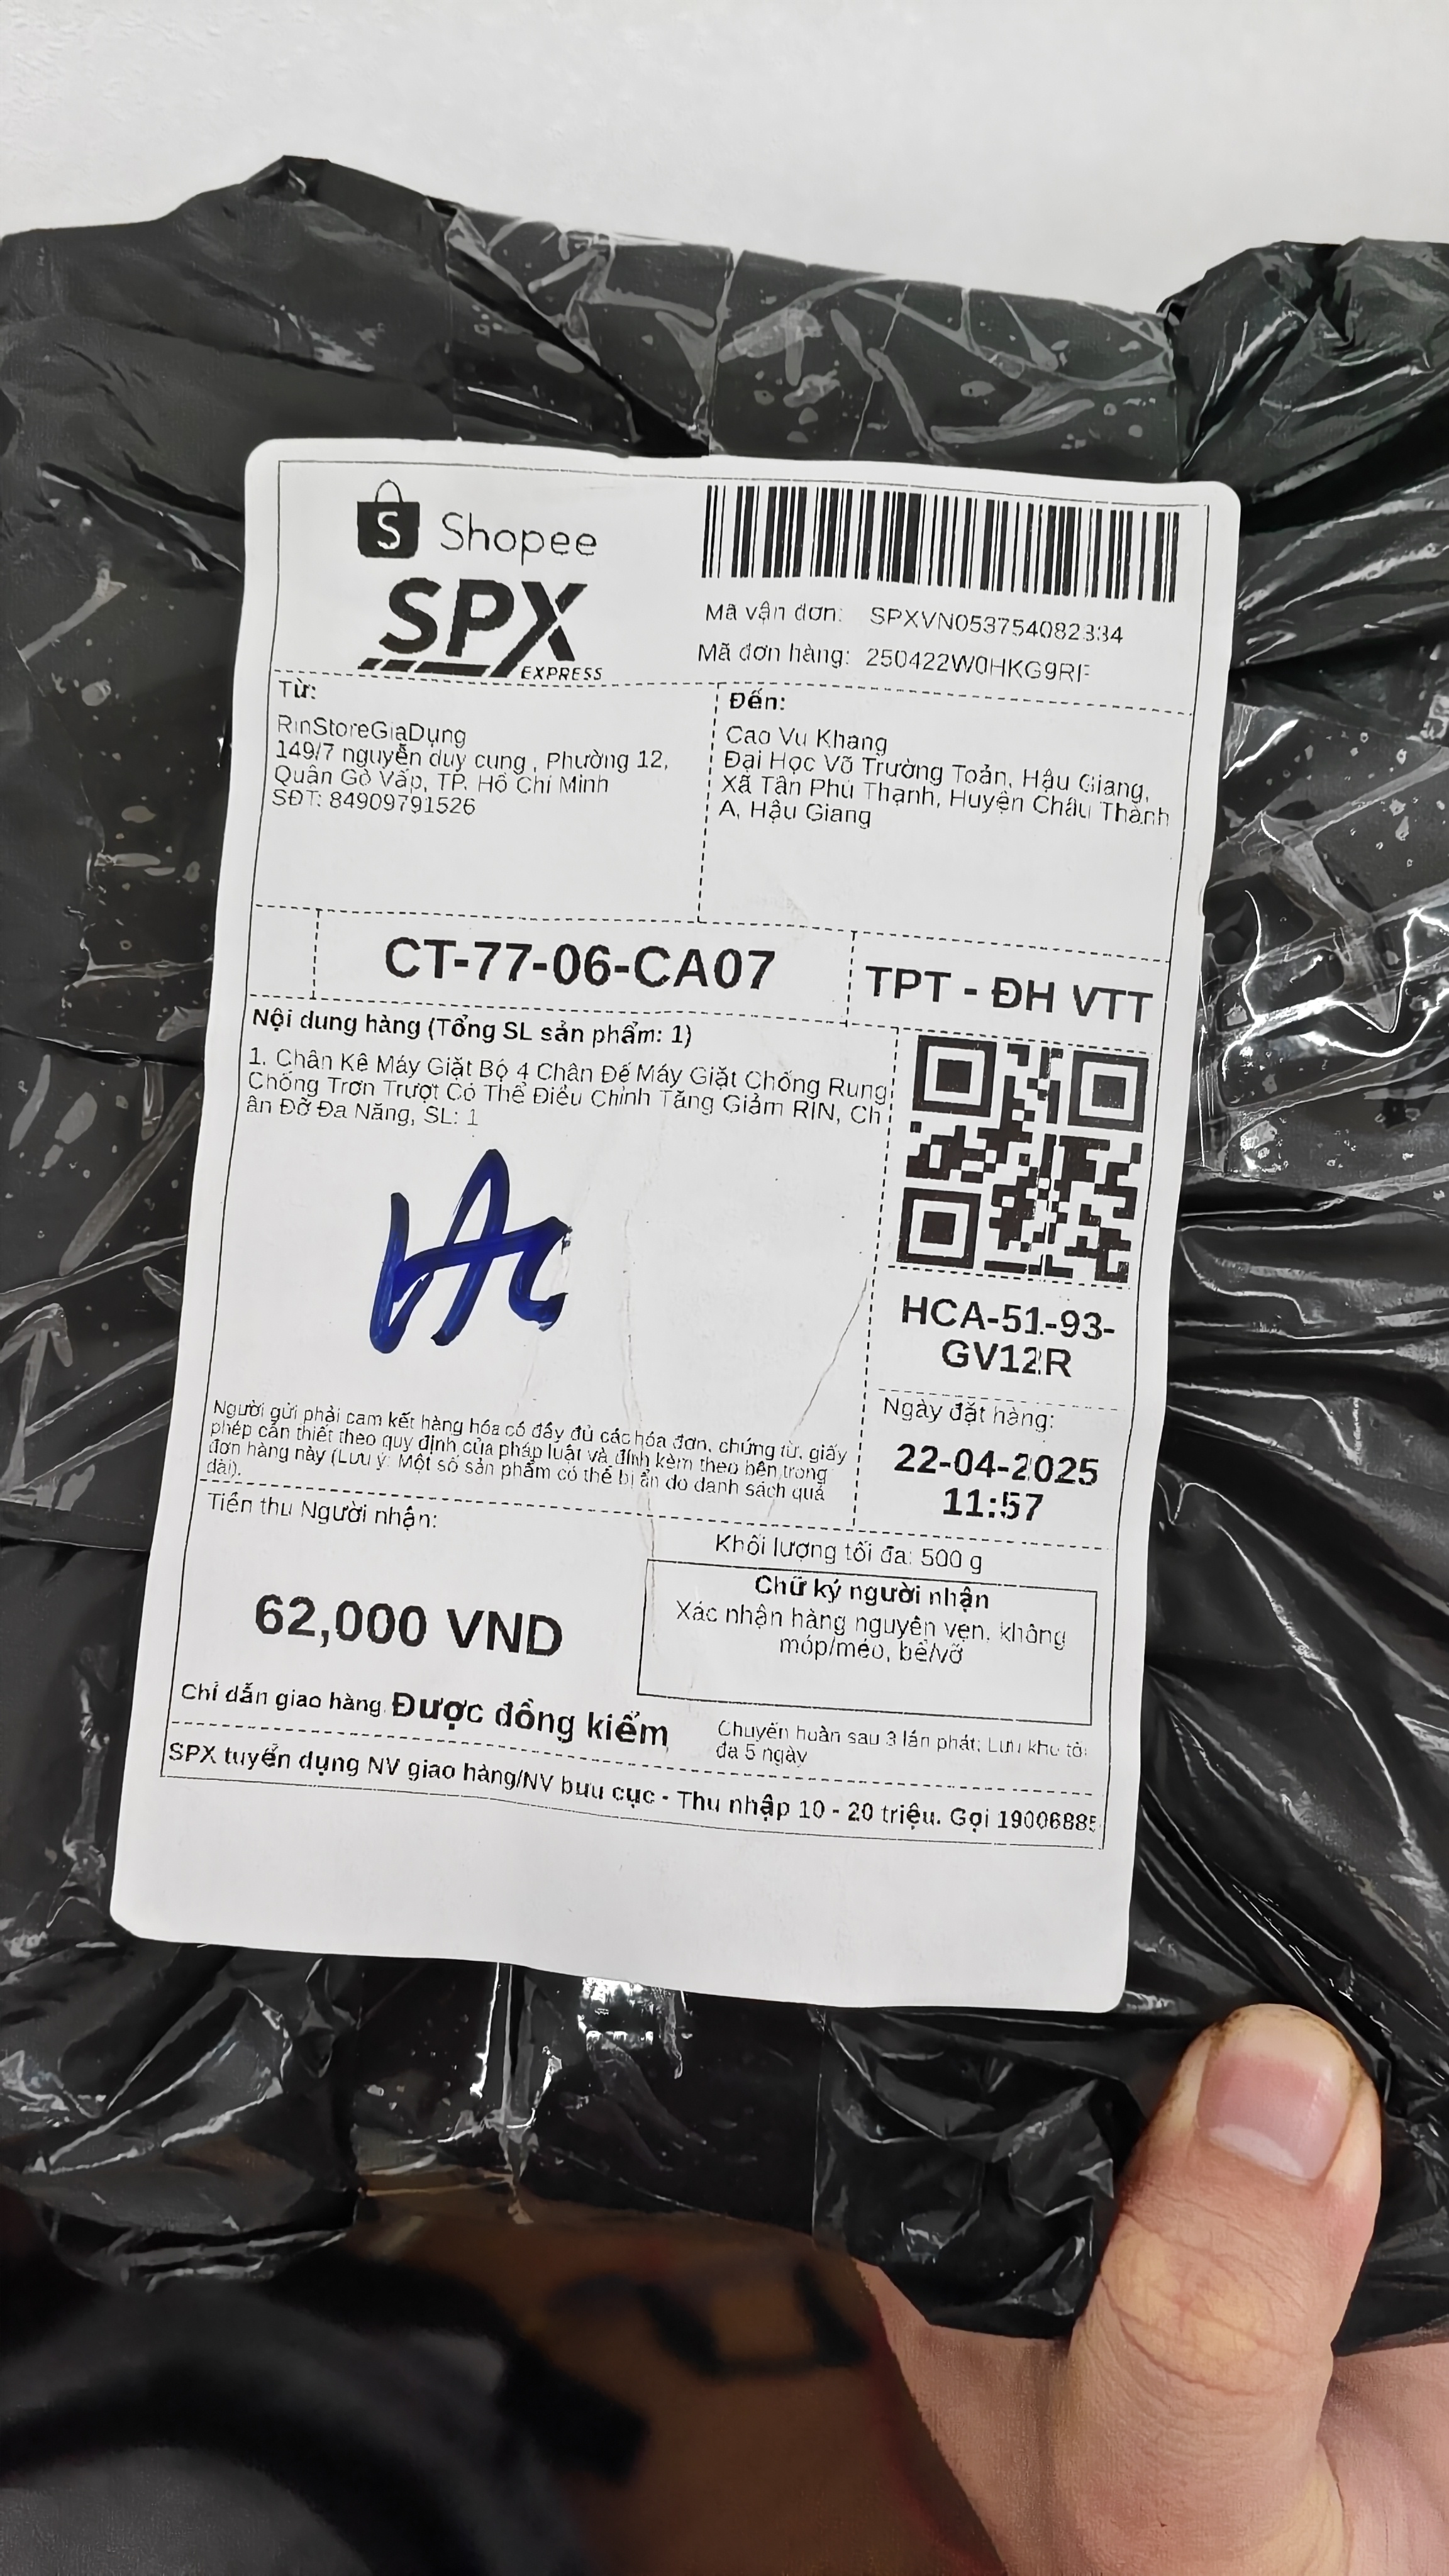 Shopee
SPX
EXPRESS
Mã vận đơn: SPXVN053754082334
Mã đơn hàng: 250422W0HKG9RF
Từ:
RinStoreGiaDụng
149/7 nguyễn duy cung , Phường 12,
Quận Gò Vấp, TP. Hồ Chí Minh
SĐT: 84909791526
Đến:
Cao Vu Khang
Đại Học Võ Trường Toản, Hậu Giang,
Xã Tân Phú Thạnh, Huyện Châu Thành
A, Hậu Giang
CT-77-06-CA07
TPT - ĐH VTT
Nội dung hàng (Tổng SL sản phẩm: 1)
1. Chân Kê Máy Giặt Bộ 4 Chân Đế Máy Giặt Chống Rung
Chống Trơn Trượt Có Thể Điều Chỉnh Tăng Giảm RIN, Ch
ân Đỡ Đa Năng, SL: 1
HCA-51-93-
GV12R
Ngày đặt hàng:
22-04-2025
11:57
Người gửi phải cam kết hàng hóa có đầy đủ các hóa đơn, chứng từ, giấy
phép cần thiết theo quy định của pháp luật và đính kèm theo bên trong
đơn hàng này (Lưu ý: Một số sản phẩm có thể bị ẩn do danh sách quá
dài).
Tiền thu Người nhận:
62,000 VND
Khối lượng tối đa: 500 g
Chữ ký người nhận
Xác nhận hàng nguyên vẹn, không
móp/méo, bể/vỡ
Chỉ dẫn giao hàng: Được đồng kiểm
Chuyển hoàn sau 3 lần phát; Lưu kho tối
đa 5 ngày
SPX tuyển dụng NV giao hàng/NV bưu cục - Thu nhập 10 - 20 triệu. Gọi 19006885